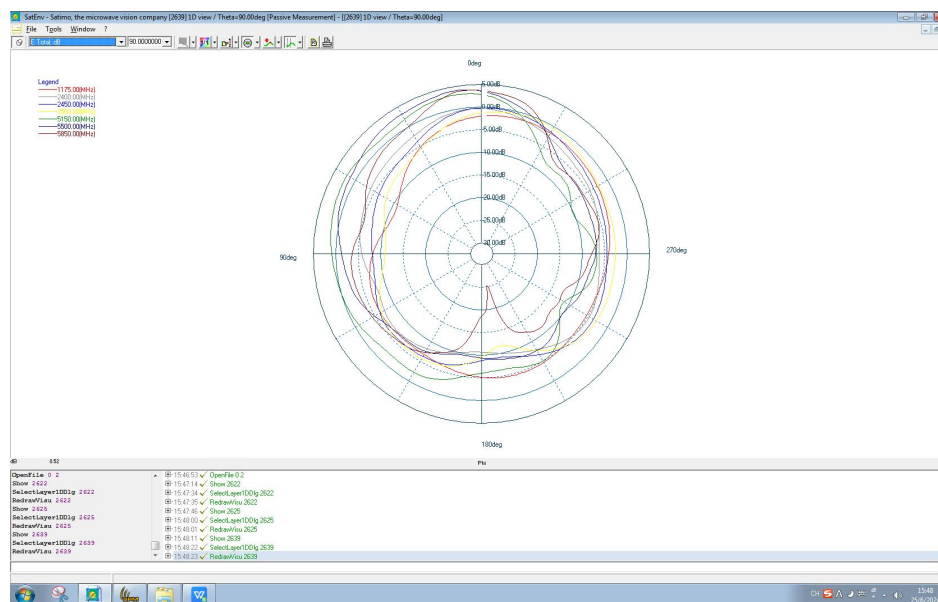 SatEnv - Satimo, the microwave vision company [2639] 1D view / Theta=90.00deg [Passive Measurement] - [[2639] 1D view / Theta=90.00deg]
File Tools Window ?
E Total, dB 90.0000000
0deg
Legend
1175.00(MHz)
2400.00(MHz)
2450.00(MHz)
5150.00(MHz)
5500.00(MHz)
5850.00(MHz)
5.00dB
0.00dB
-5.00dB
-10.00dB
-15.00dB
-20.00dB
-25.00dB
-30.00dB
90deg
270deg
180deg
dB 8.52 Phi
OpenFile 0 2
Show 2622
SelectLayer1DDlg 2622
RedrawVisu 2622
Show 2625
SelectLayer1DDlg 2625
RedrawVisu 2625
Show 2639
SelectLayer1DDlg 2639
RedrawVisu 2639
15:46:53 OpenFile 0 2
15:47:14 Show 2622
15:47:34 SelectLayer1DDlg 2622
15:47:35 RedrawVisu 2622
15:47:46 Show 2625
15:48:00 SelectLayer1DDlg 2625
15:48:01 RedrawVisu 2625
15:48:11 Show 2639
15:48:22 SelectLayer1DDlg 2639
15:48:23 RedrawVisu 2639
CH 15:48